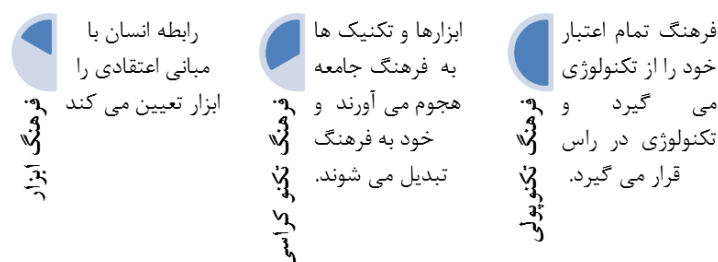 فرهنگ تمام اعتبار
خود را از تکنولوژی
می گیرد و
تکنولوژی در راس
قرار می گیرد.
فرهنگ تکنوپولی
ابزارها و تکنیک ها
به فرهنگ جامعه
هجوم می آورند و
خود به فرهنگ
تبدیل می شوند.
فرهنگ تکنو کراسی
رابطه انسان با
مبانی اعتقادی را
ابزار تعیین می کند
فرهنگ ابزار